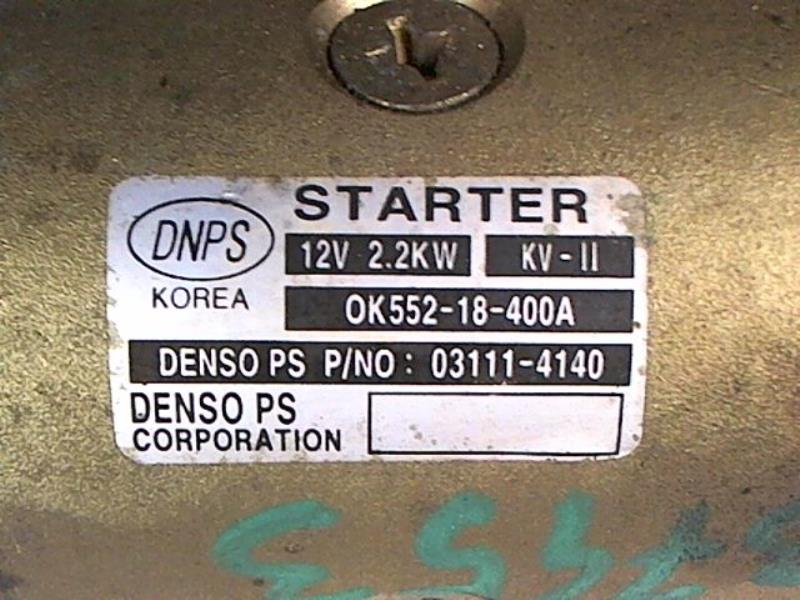 STARTER
DNPS
12V 2.2KW
KV-II
KOREA
OK552-18-400A
DENSO PS P/NO: 03111-4140
DENSO PS
CORPORATION